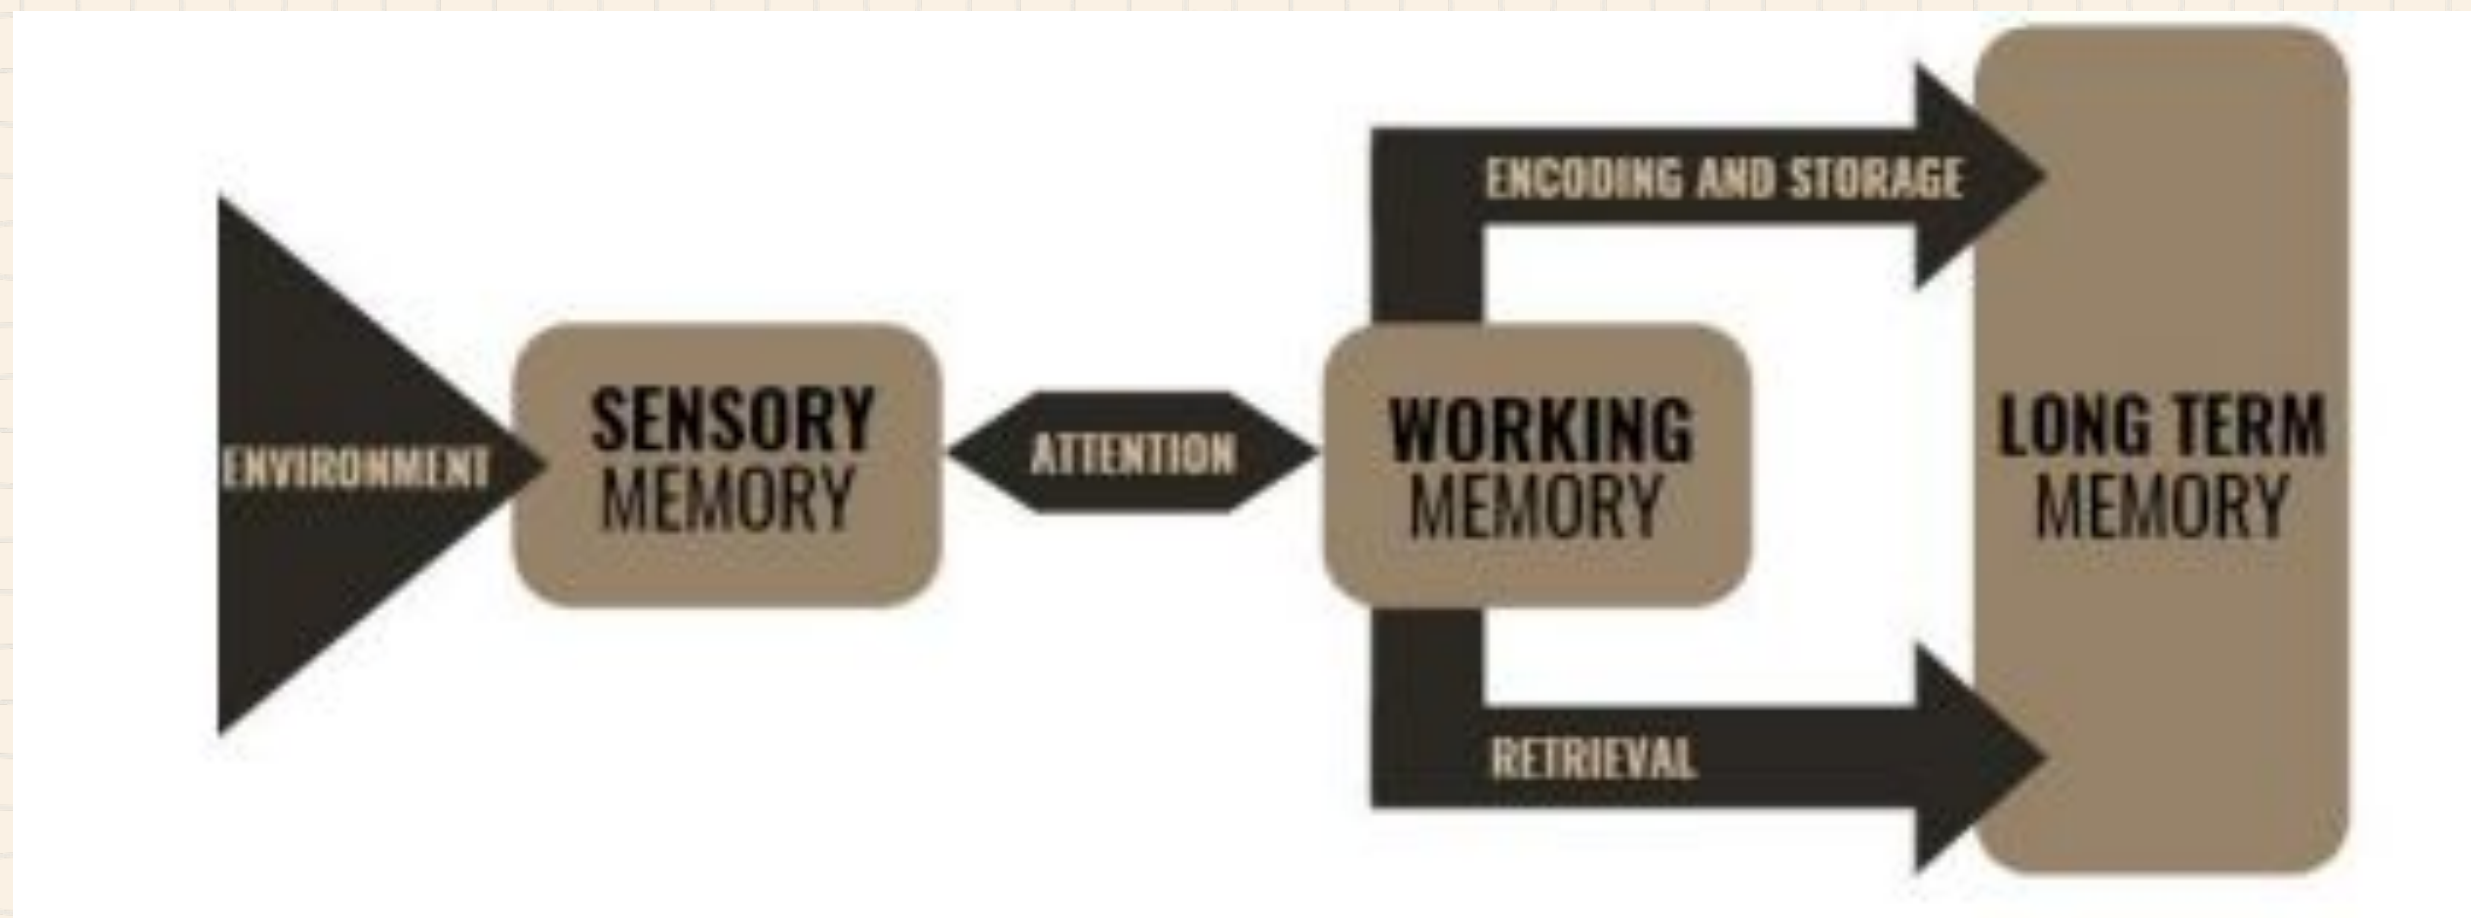 ENVIRONMENT
SENSORY
MEMORY
ATTENTION
WORKING
MEMORY
ENCODING AND STORAGE
RETRIEVAL
LONG TERM
MEMORY